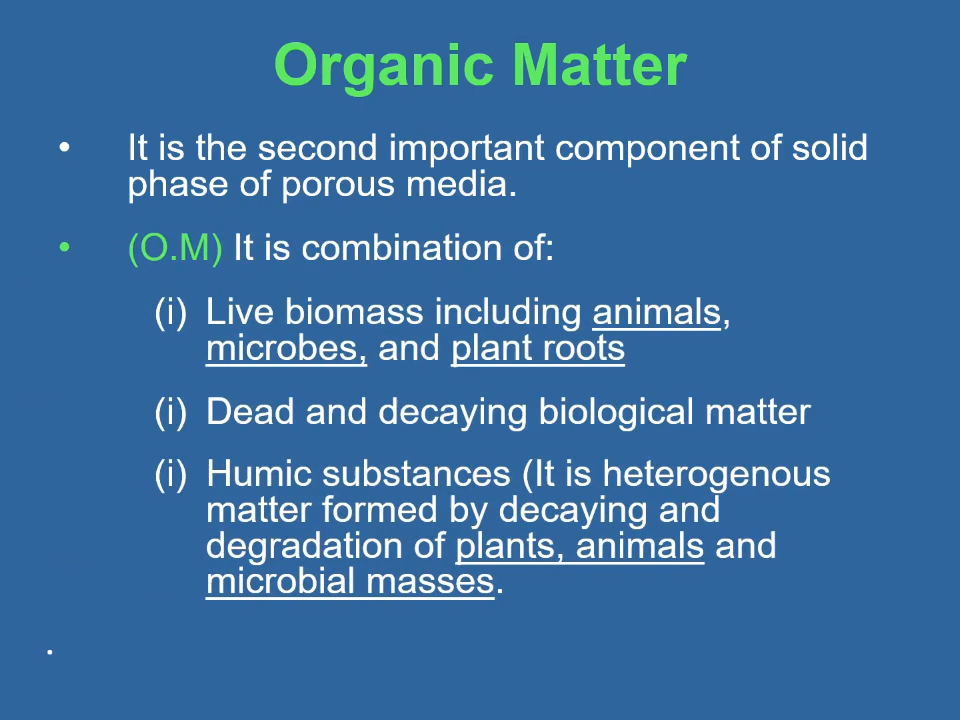 Organic Matter
• It is the second important component of solid
phase of porous media.
• (O.M) It is combination of:
(i) Live biomass including animals,
microbes, and plant roots
(i) Dead and decaying biological matter
(i) Humic substances (It is heterogenous
matter formed by decaying and
degradation of plants, animals and
microbial masses.
.